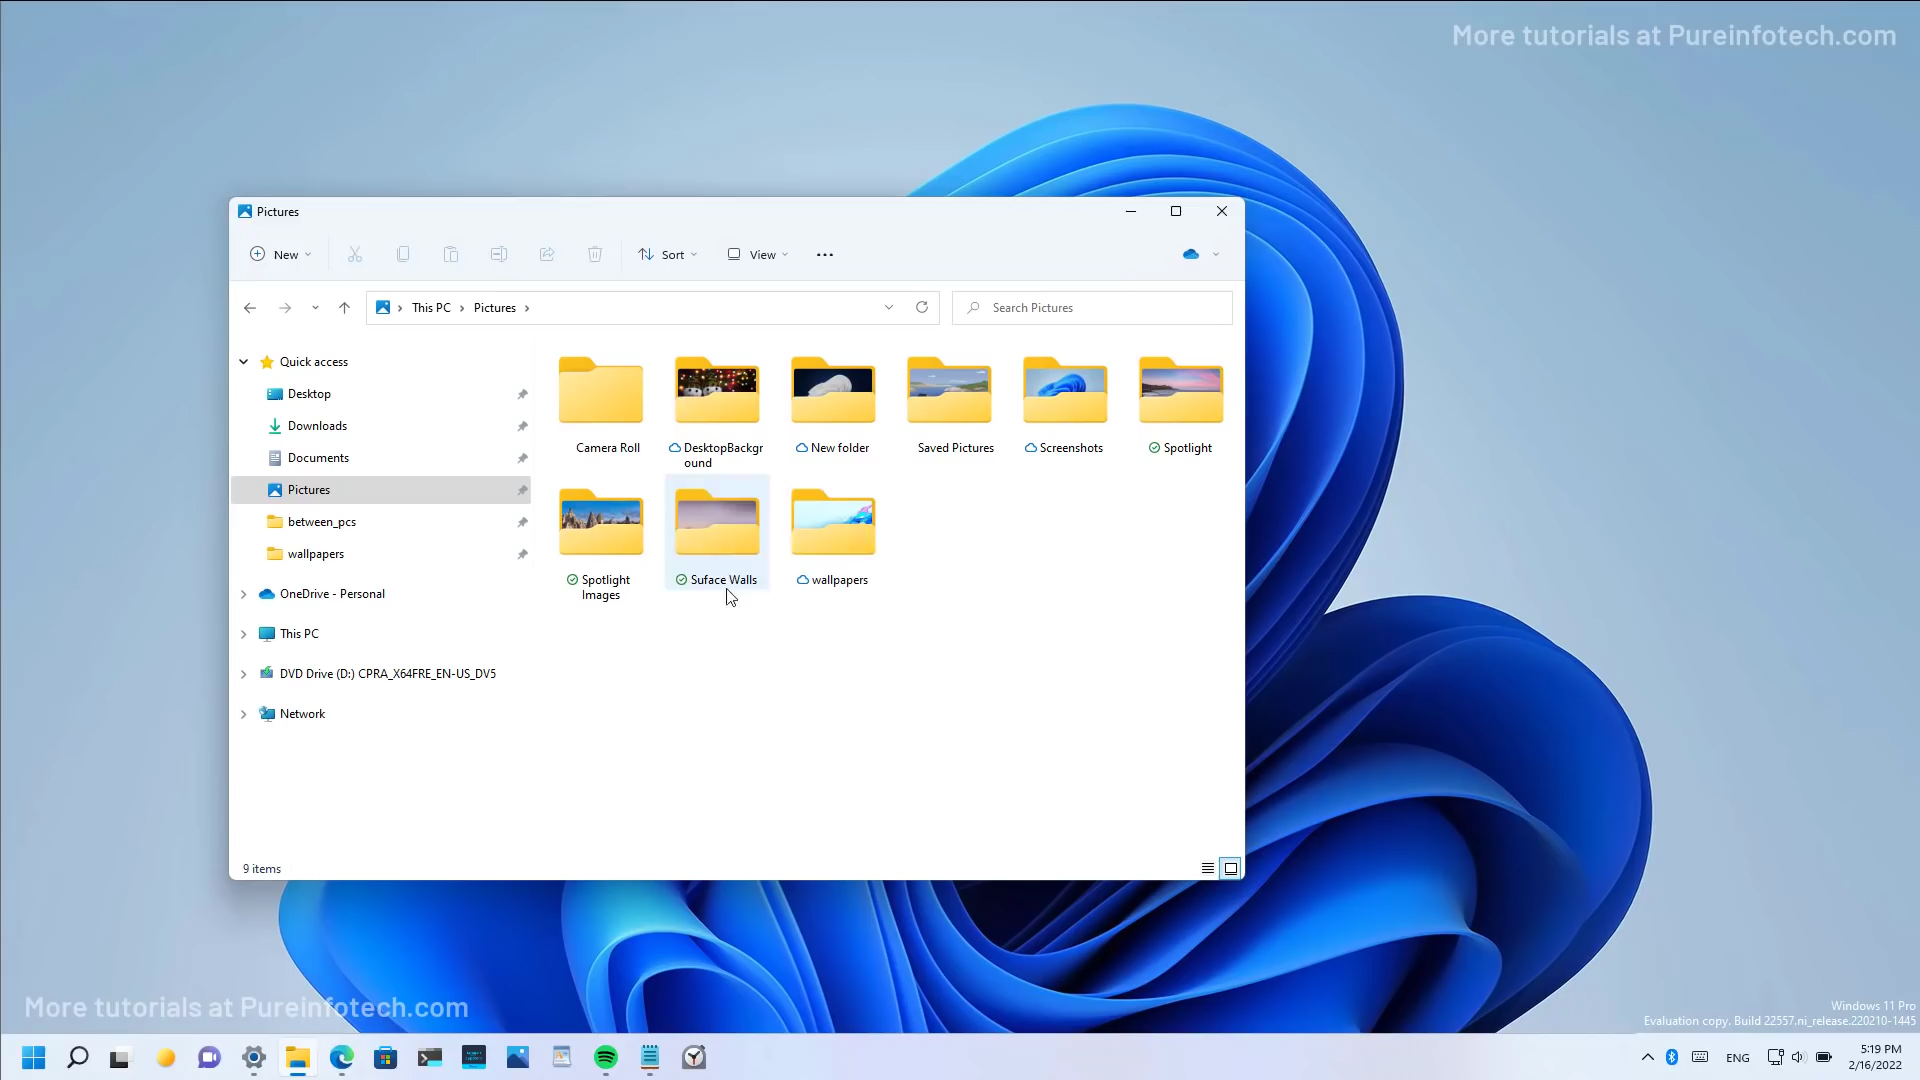 More tutorials at Pureinfotech.com
Pictures
New
Sort
View
This PC
Pictures
Search Pictures
Quick access
Desktop
Downloads
Documents
Pictures
between_pcs
wallpapers
OneDrive - Personal
This PC
DVD Drive (D:) CPRA_X64FRE_EN-US_DV5
Network
Camera Roll
DesktopBackgr
ound
New folder
Saved Pictures
Screenshots
Spotlight
Spotlight
Images
Suface Walls
wallpapers
9 items
More tutorials at Pureinfotech.com
Windows 11 Pro
Evaluation copy. Build 22557.ni_release.220210-1445
ENG
5:19 PM
2/16/2022